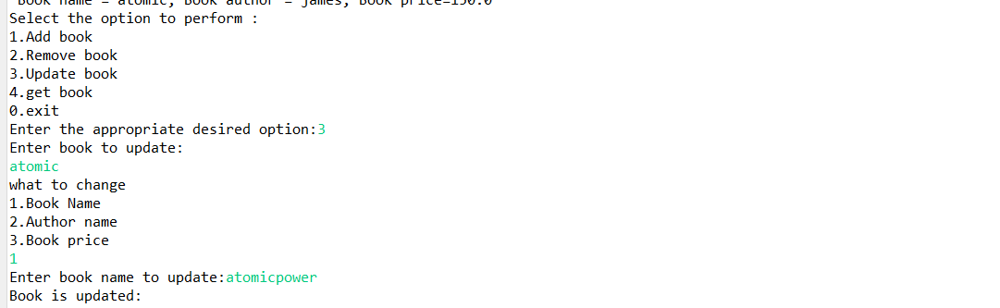 Book name = atomic, Book author = james, Book price=150.0
Select the option to perform :
1.Add book
2.Remove book
3.Update book
4.get book
0.exit
Enter the appropriate desired option:3
Enter book to update:
atomic
what to change
1.Book Name
2.Author name
3.Book price
1
Enter book name to update:atomicpower
Book is updated: